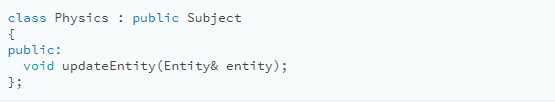 class Physics : public Subject
{
public:
  void updateEntity(Entity& entity);
};